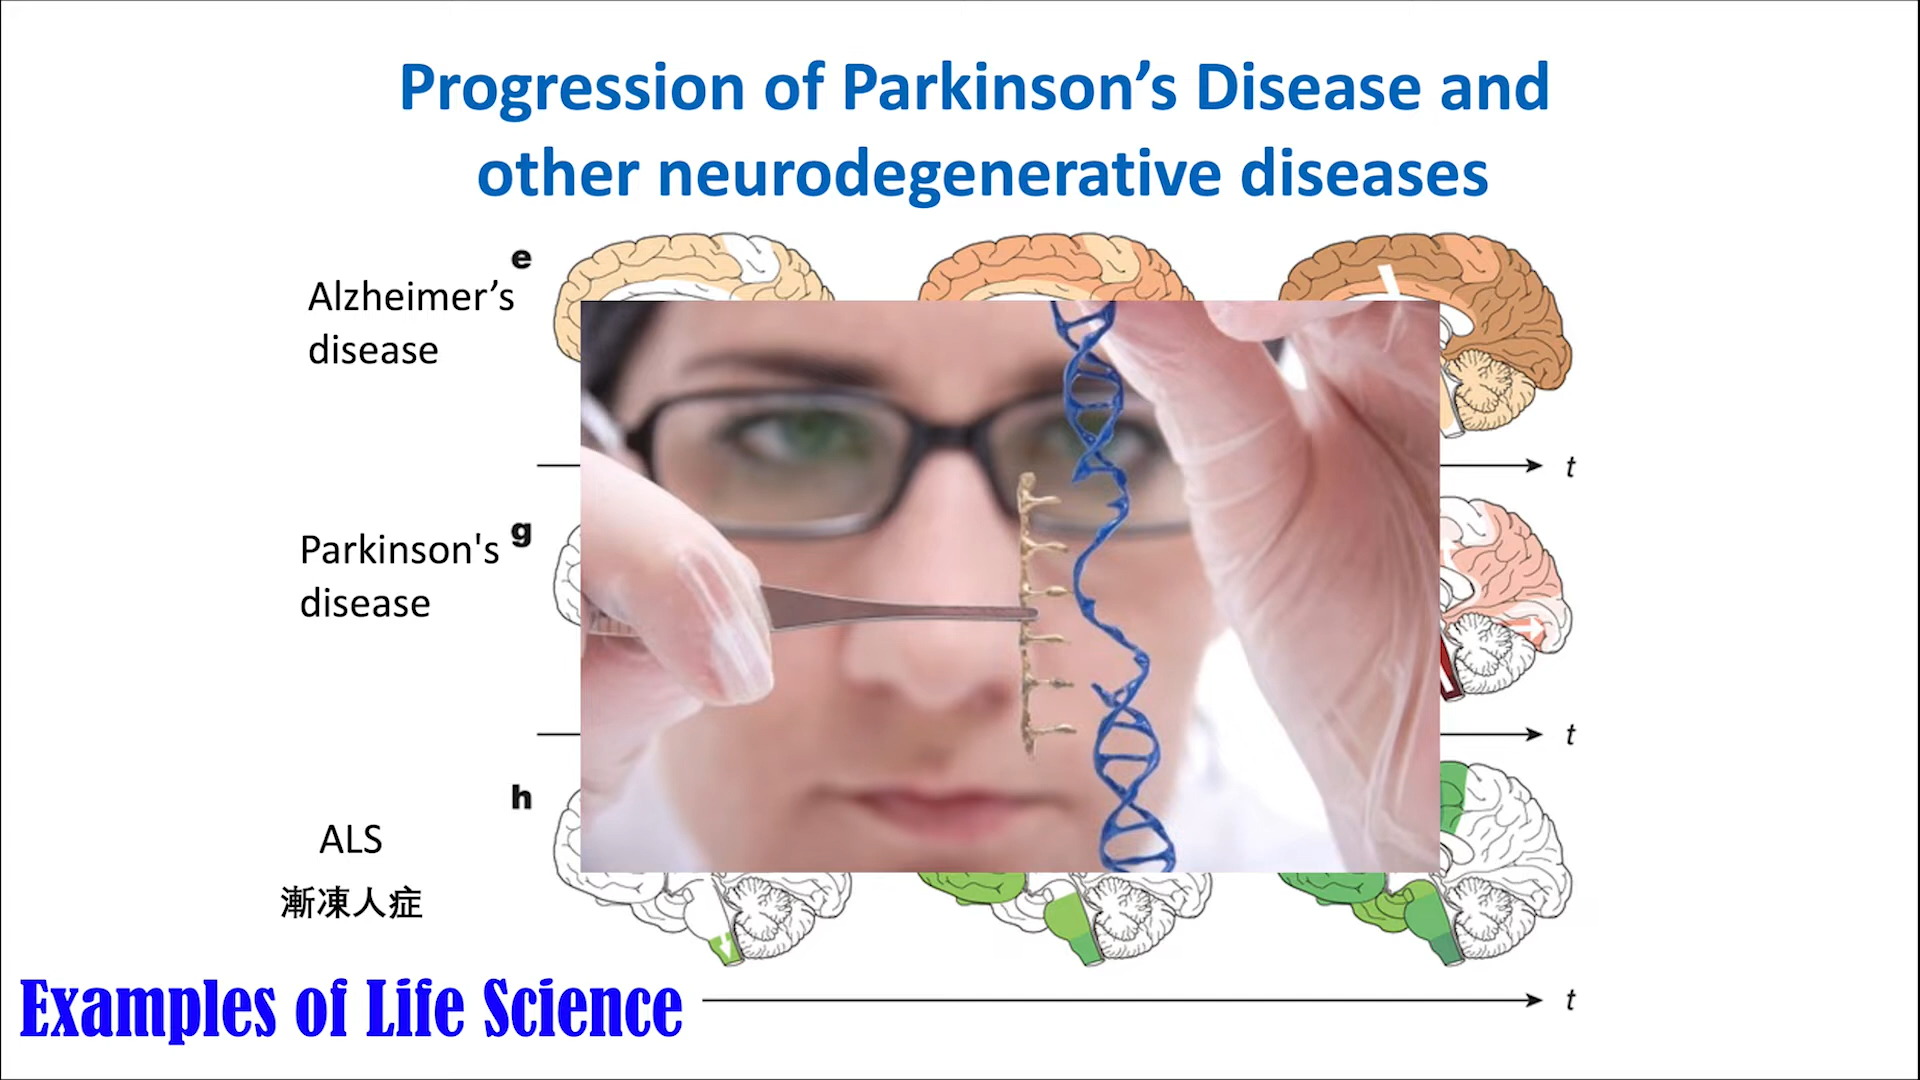 Progression of Parkinson’s Disease and
other neurodegenerative diseases
e
Alzheimer’s
disease
t
g
Parkinson's
disease
t
h
ALS
漸凍人症
t
Examples of Life Science